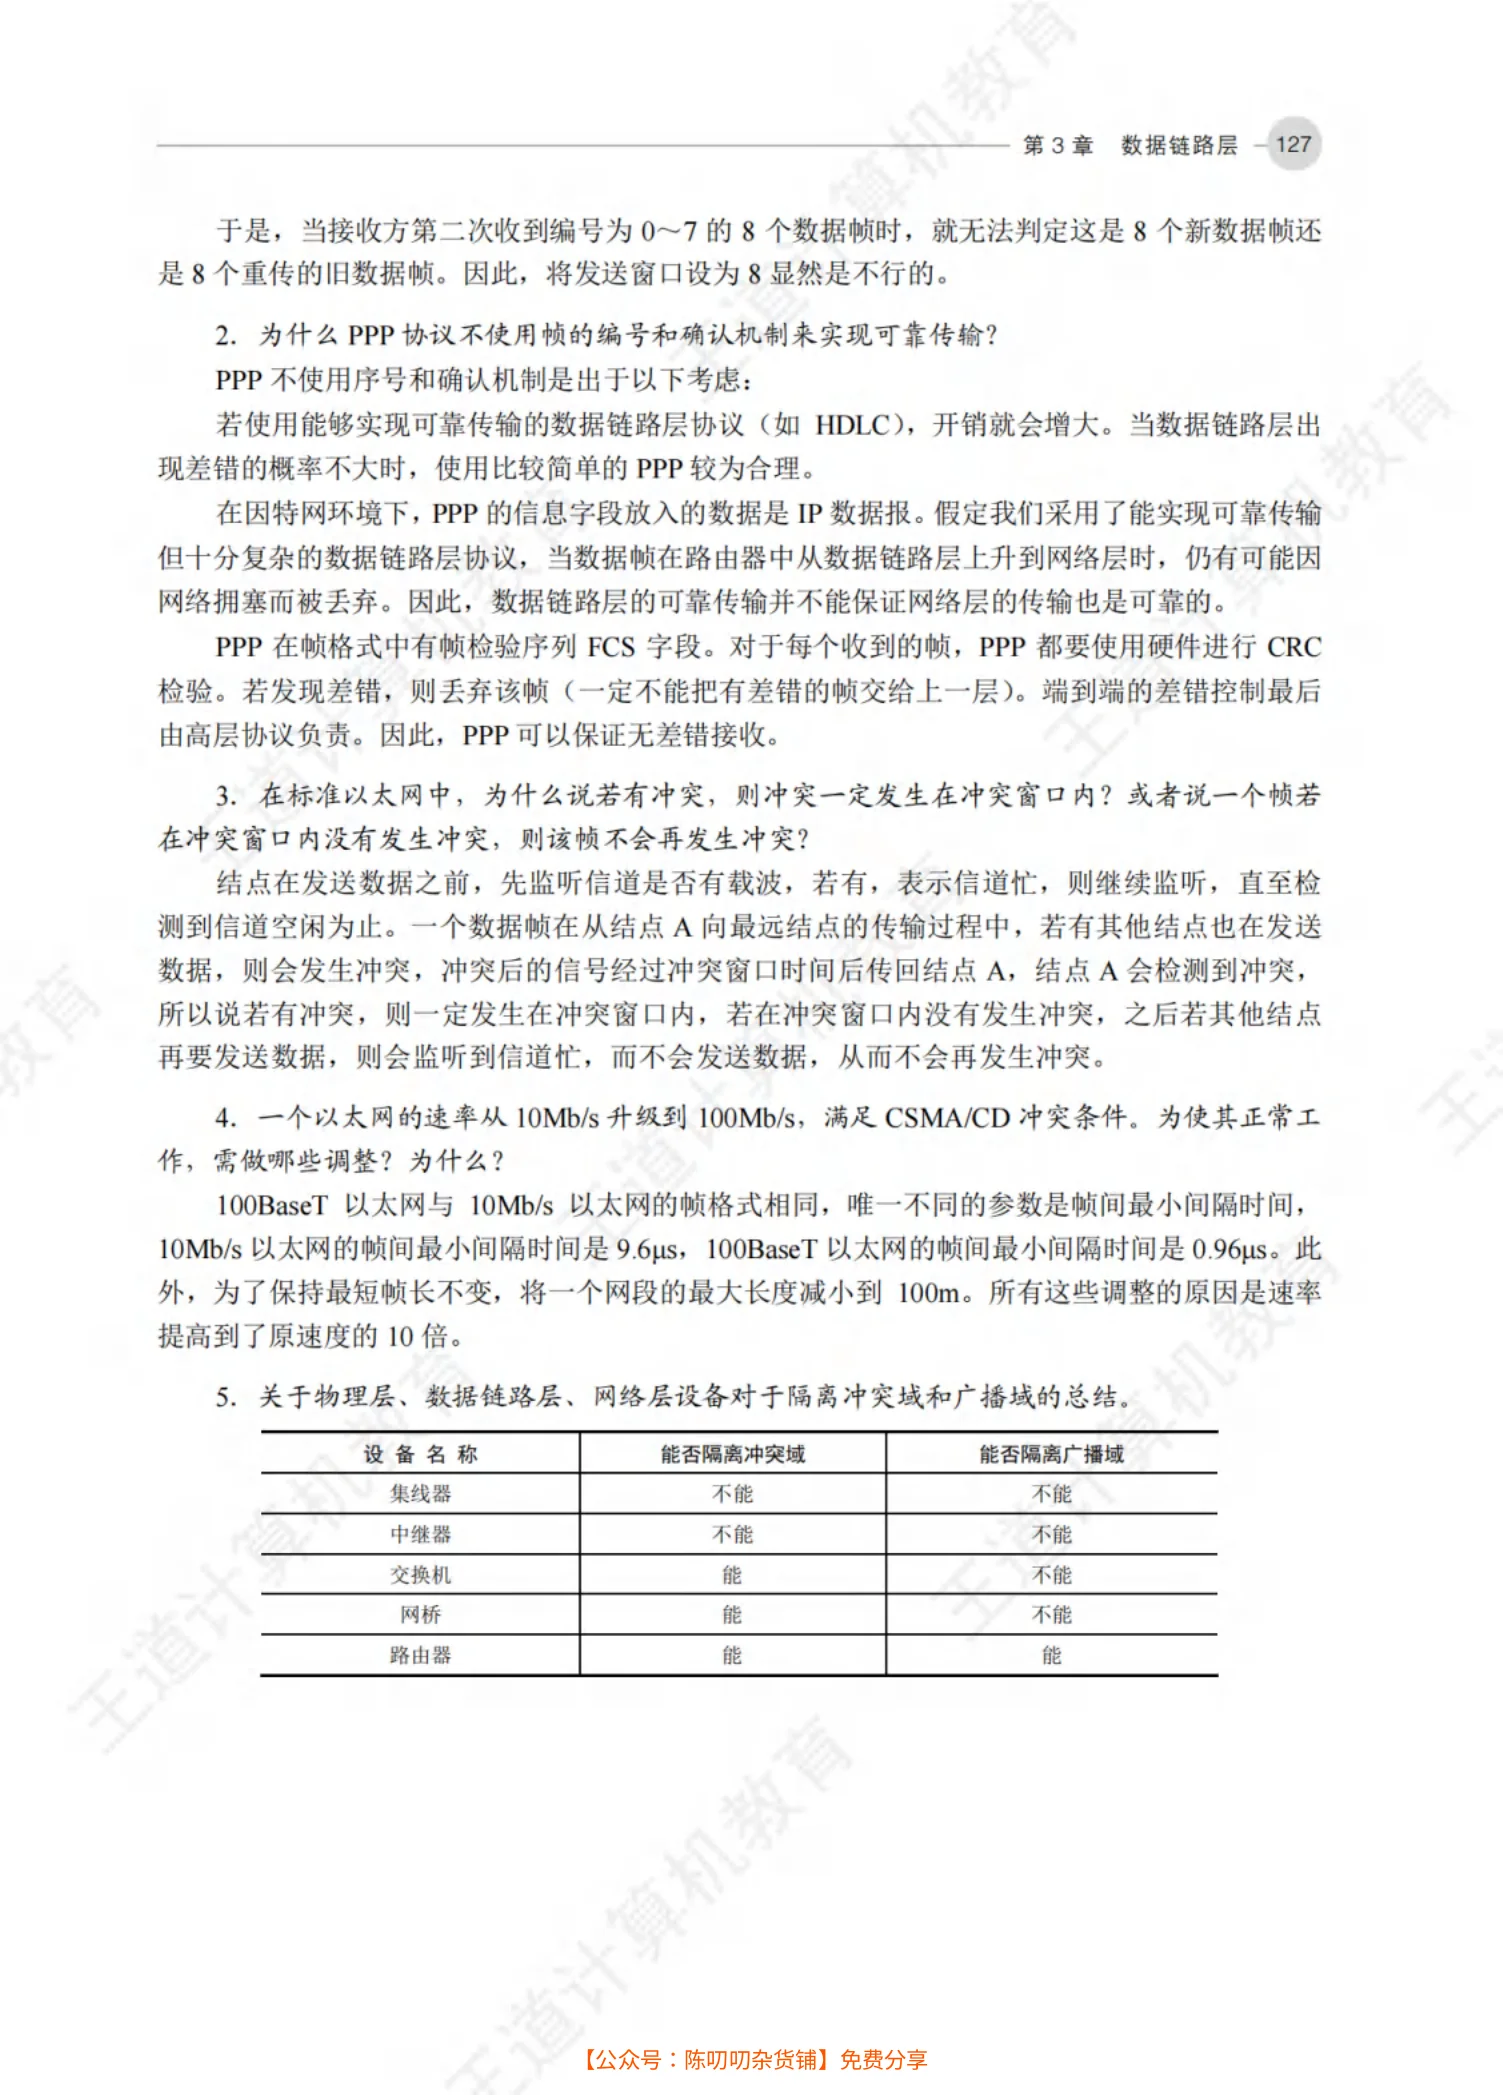 第 3 章 数据链路层 127
于是，当接收方第二次收到编号为 0～7 的 8 个数据帧时，就无法判定这是 8 个新数据帧还
是 8 个重传的旧数据帧。因此，将发送窗口设为 8 显然是不行的。
2．为什么 PPP 协议不使用帧的编号和确认机制来实现可靠传输？
PPP 不使用序号和确认机制是出于以下考虑：
若使用能够实现可靠传输的数据链路层协议（如 HDLC），开销就会增大。当数据链路层出
现差错的概率不大时，使用比较简单的 PPP 较为合理。
在因特网环境下，PPP 的信息字段放入的数据是 IP 数据报。假定我们采用了能实现可靠传输
但十分复杂的数据链路层协议，当数据帧在路由器中从数据链路层上升到网络层时，仍有可能因
网络拥塞而被丢弃。因此，数据链路层的可靠传输并不能保证网络层的传输也是可靠的。
PPP 在帧格式中有帧检验序列 FCS 字段。对于每个收到的帧，PPP 都要使用硬件进行 CRC
检验。若发现差错，则丢弃该帧（一定不能把有差错的帧交给上一层）。端到端的差错控制最后
由高层协议负责。因此，PPP 可以保证无差错接收。
3．在标准以太网中，为什么说若有冲突，则冲突一定发生在冲突窗口内？或者说一个帧若
在冲突窗口内没有发生冲突，则该帧不会再发生冲突？
结点在发送数据之前，先监听信道是否有载波，若有，表示信道忙，则继续监听，直至检
测到信道空闲为止。一个数据帧在从结点 A 向最远结点的传输过程中，若有其他结点也在发送
数据，则会发生冲突，冲突后的信号经过冲突窗口时间后传回结点 A，结点 A 会检测到冲突，
所以说若有冲突，则一定发生在冲突窗口内，若在冲突窗口内没有发生冲突，之后若其他结点
再要发送数据，则会监听到信道忙，而不会发送数据，从而不会再发生冲突。
4．一个以太网的速率从 10Mb/s 升级到 100Mb/s，满足 CSMA/CD 冲突条件。为使其正常工
作，需做哪些调整？为什么？
100BaseT 以太网与 10Mb/s 以太网的帧格式相同，唯一不同的参数是帧间最小间隔时间，
10Mb/s 以太网的帧间最小间隔时间是 9.6μs，100BaseT 以太网的帧间最小间隔时间是 0.96μs。此
外，为了保持最短帧长不变，将一个网段的最大长度减小到 100m。所有这些调整的原因是速率
提高到了原速度的 10 倍。
5．关于物理层、数据链路层、网络层设备对于隔离冲突域和广播域的总结。
设 备 名 称 能否隔离冲突域 能否隔离广播域
集线器 不能 不能
中继器 不能 不能
交换机 能 不能
网桥 能 不能
路由器 能 能
王道计算机教育
【公众号：陈叨叨杂货铺】免费分享